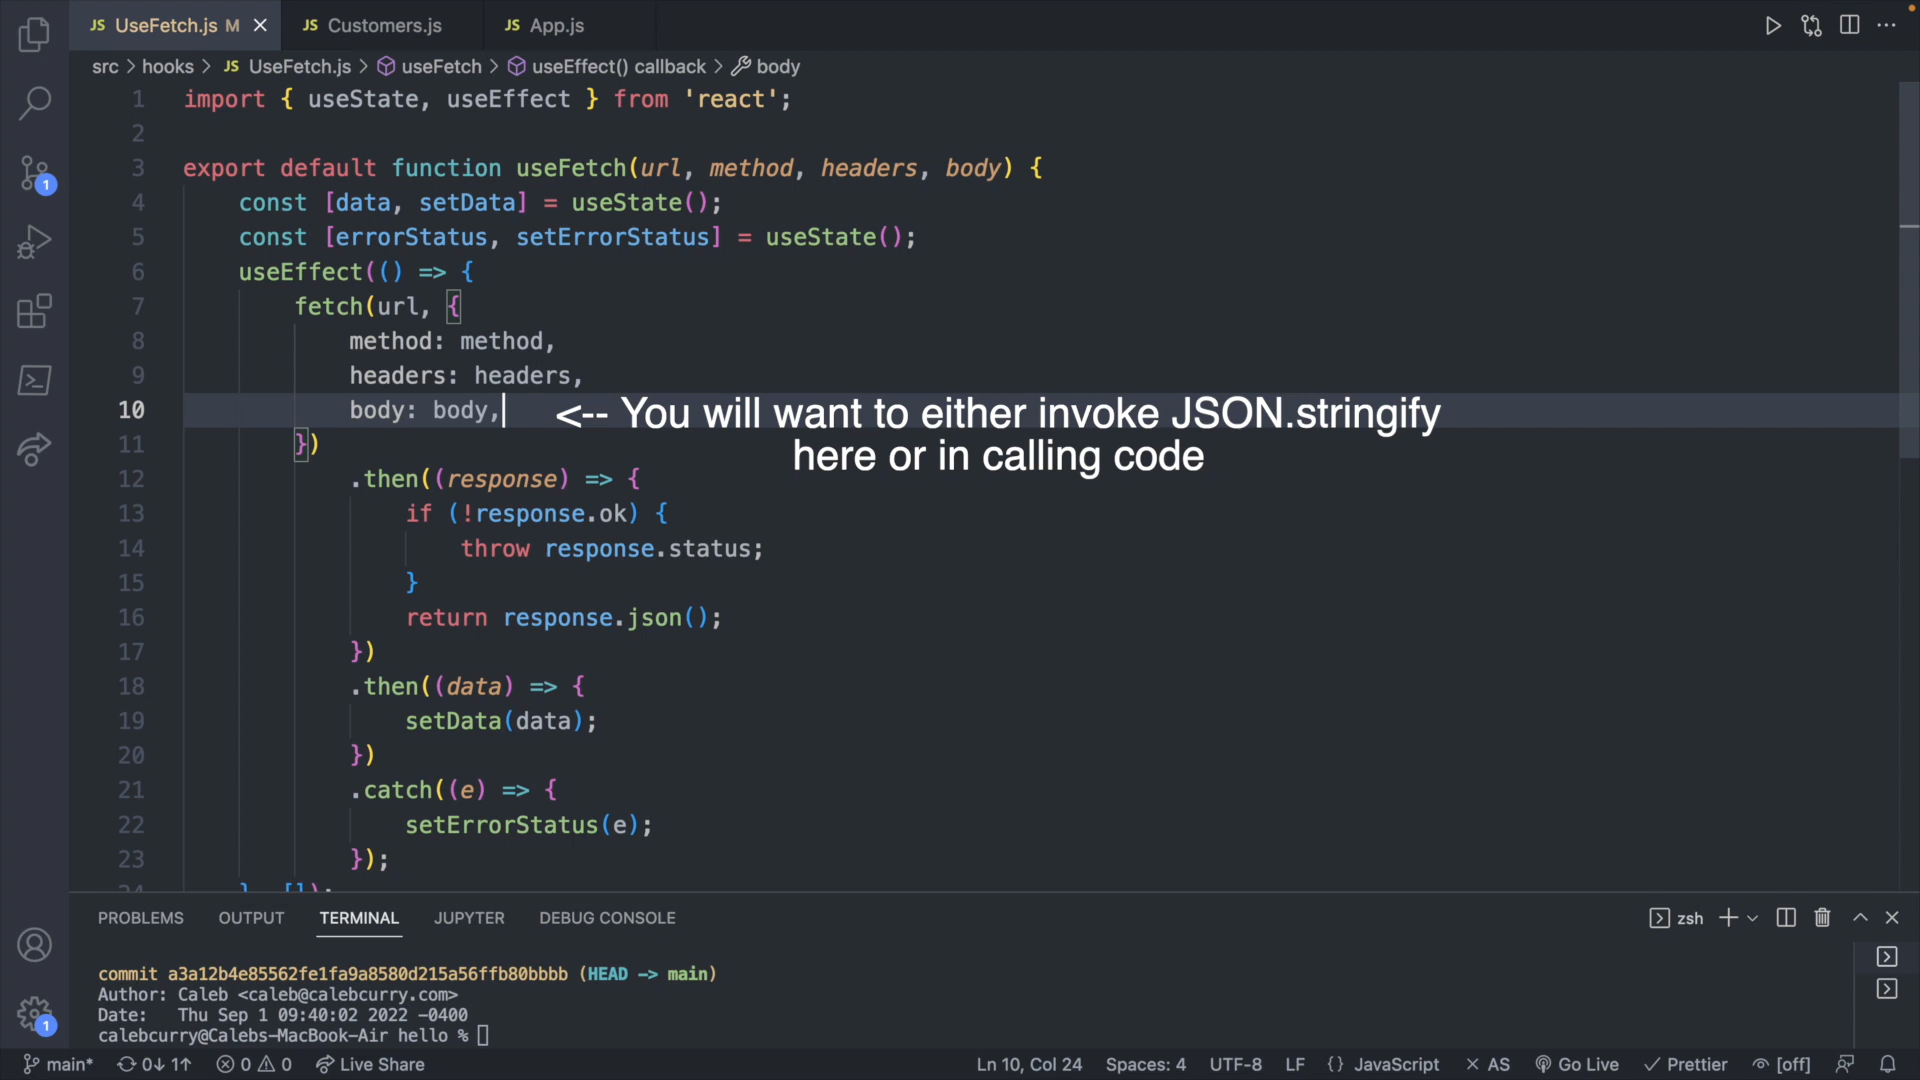 JS UseFetch.js M
JS Customers.js
JS App.js
src > hooks > JS UseFetch.js > useFetch > useEffect() callback > body
1 import { useState, useEffect } from 'react';
2
3 export default function useFetch(url, method, headers, body) {
4 const [data, setData] = useState();
5 const [errorStatus, setErrorStatus] = useState();
6 useEffect(() => {
7 fetch(url, {
8 method: method,
9 headers: headers,
10 body: body,
<-- You will want to either invoke JSON.stringify
here or in calling code
11 })
12 .then((response) => {
13 if (!response.ok) {
14 throw response.status;
15 }
16 return response.json();
17 })
18 .then((data) => {
19 setData(data);
20 })
21 .catch((e) => {
22 setErrorStatus(e);
23 });
24 }, []);
1
1
PROBLEMS OUTPUT TERMINAL JUPYTER DEBUG CONSOLE
zsh
commit a3a12b4e85562fe1fa9a8580d215a56ffb80bbbb (HEAD -> main)
Author: Caleb <caleb@calebcurry.com>
Date: Thu Sep 1 09:40:02 2022 -0400
calebcurry@Calebs-MacBook-Air hello %
main* 0↓ 1↑ 0 0 Live Share
Ln 10, Col 24 Spaces: 4 UTF-8 LF {} JavaScript × AS Go Live ✓ Prettier [off]